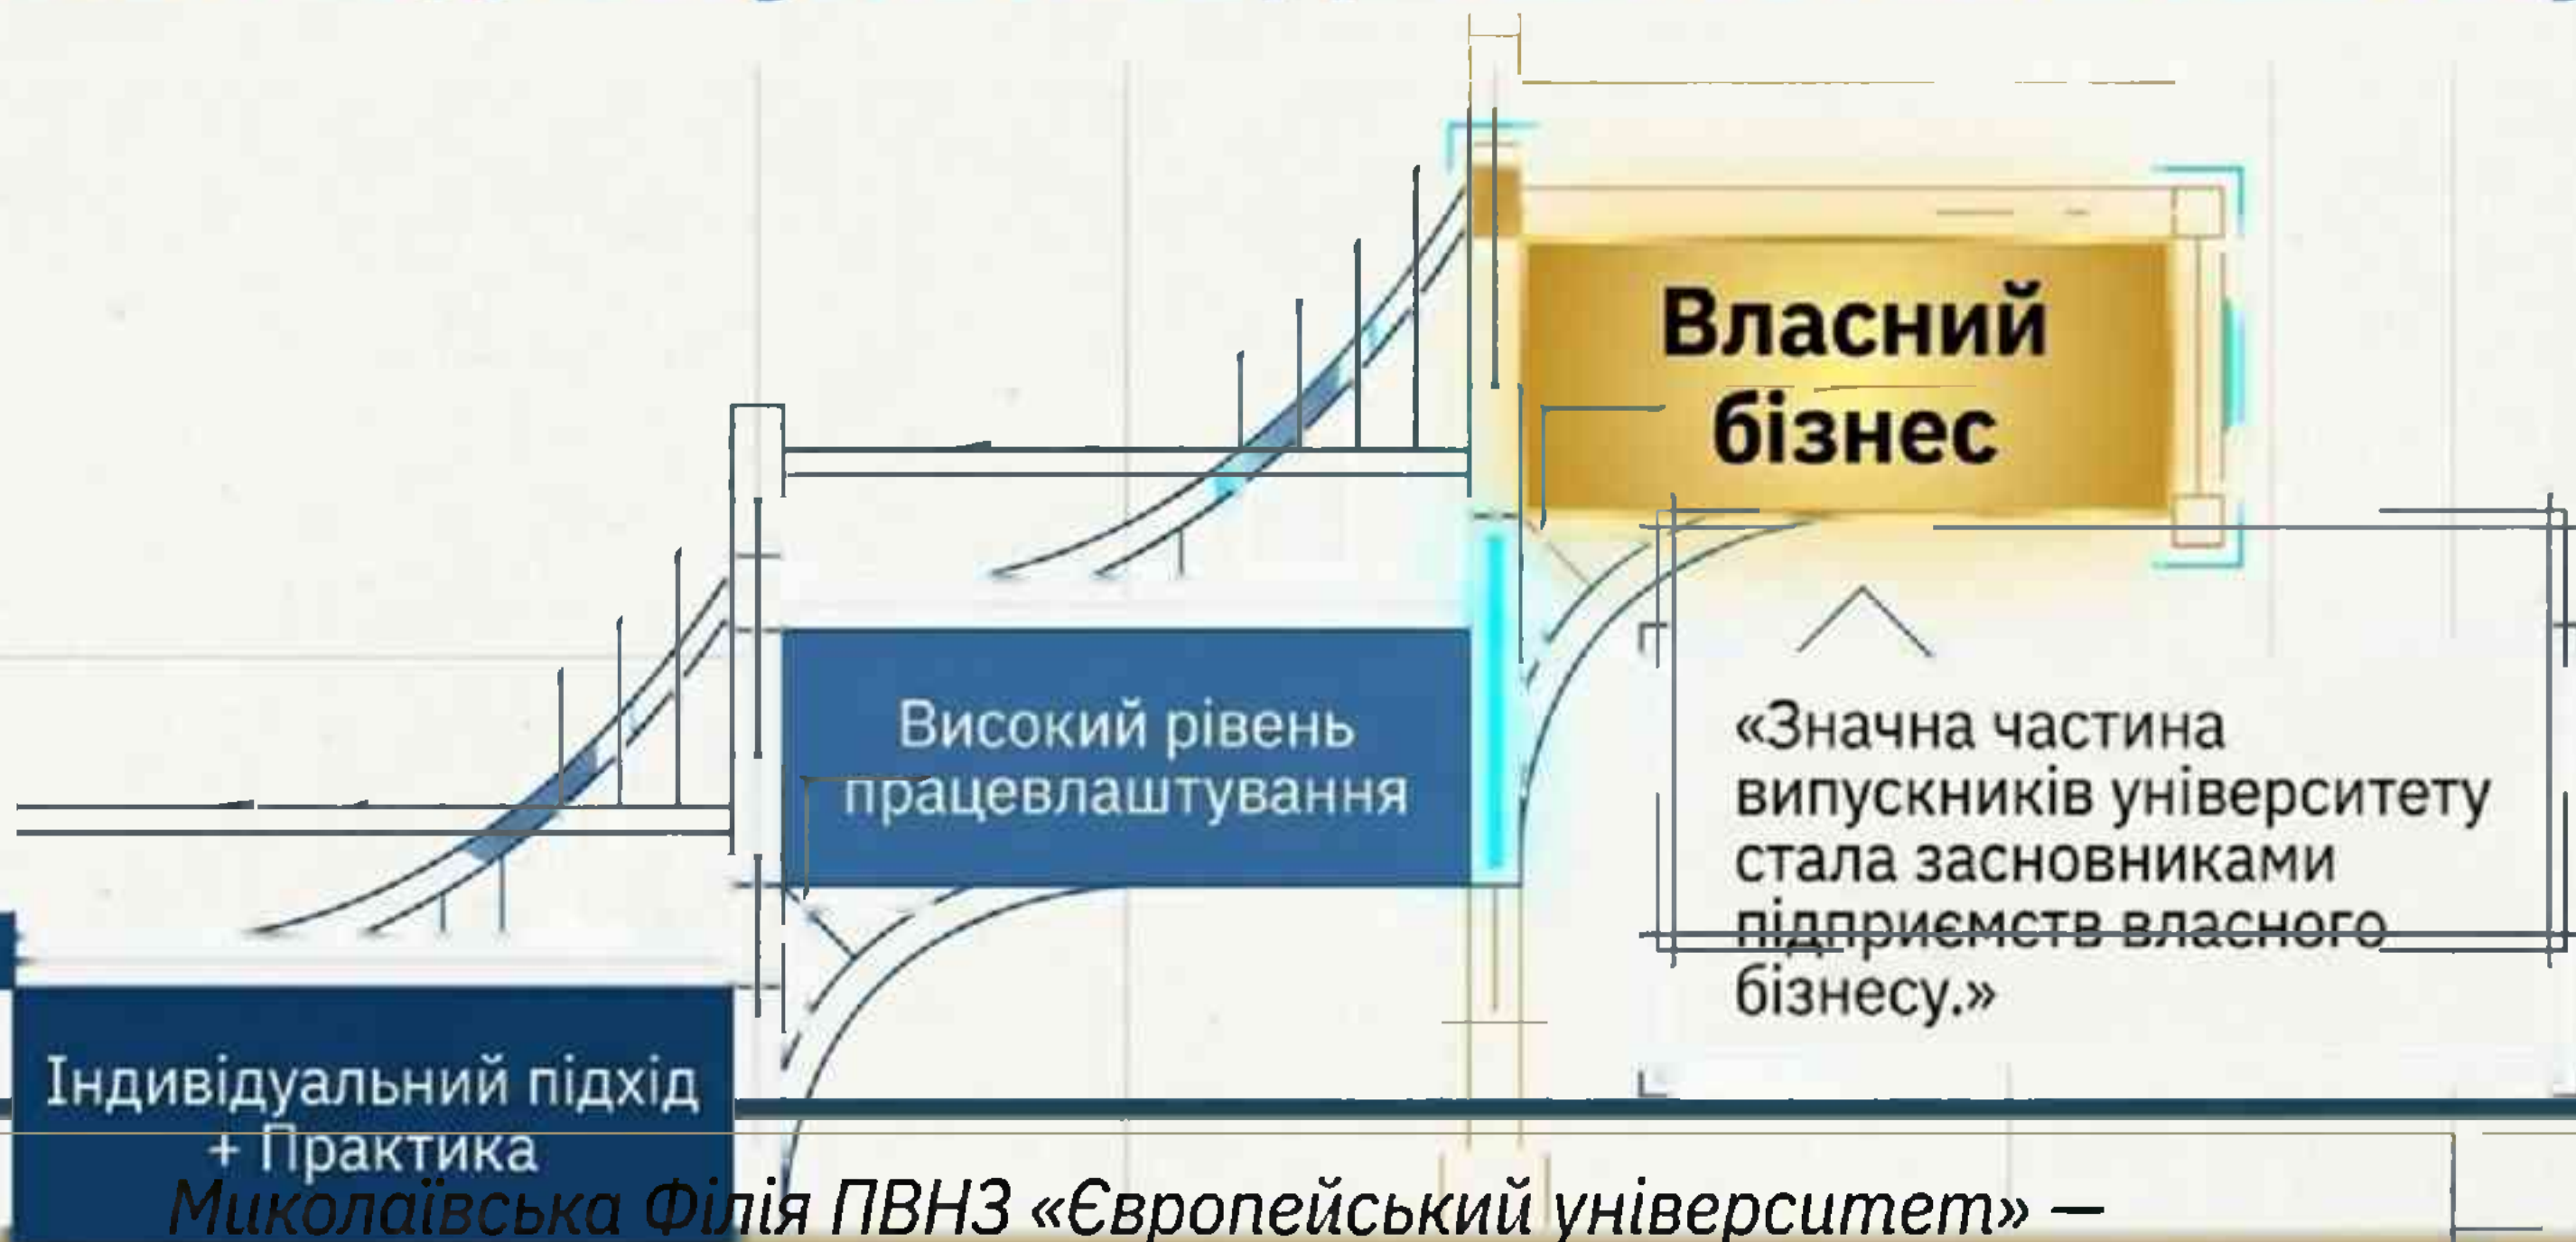 Власний
бізнес
Високий рівень
працевлаштування
«Значна частина
випускників університету
стала засновниками
підприємств власного
бізнесу.»
Індивідуальний підхід
+ Практика
Миколаївська Філія ПВНЗ «Європейський університет» —